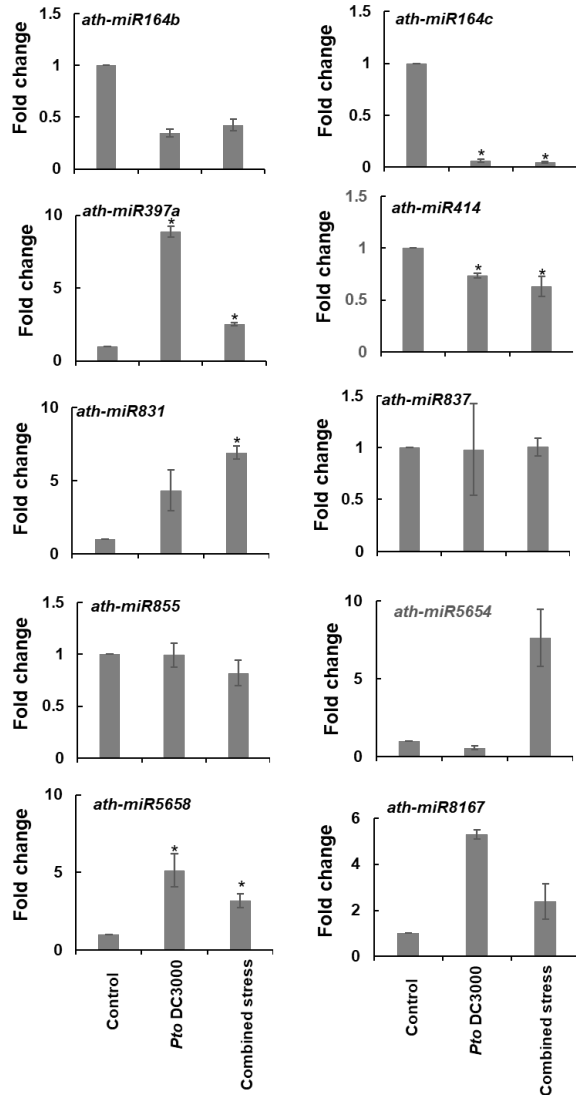 ath-miR164b
Fold change
1
0.5
0
ath-miR164c
Fold change
1
0.5
0
*
*
ath-miR397a
Fold change
10
5
0
*
*
ath-miR414
Fold change
1.5
1
0.5
0
*
*
ath-miR831
Fold change
10
5
0
*
ath-miR837
Fold change
1.5
1
0.5
0
ath-miR855
Fold change
1.5
1
0.5
0
ath-miR5654
Fold change
10
5
0
ath-miR5658
Fold change
10
5
0
*
*
Control
Pto DC3000
Combined stress
ath-miR8167
Fold change
6
4
2
0
Control
Pto DC3000
Combined stress